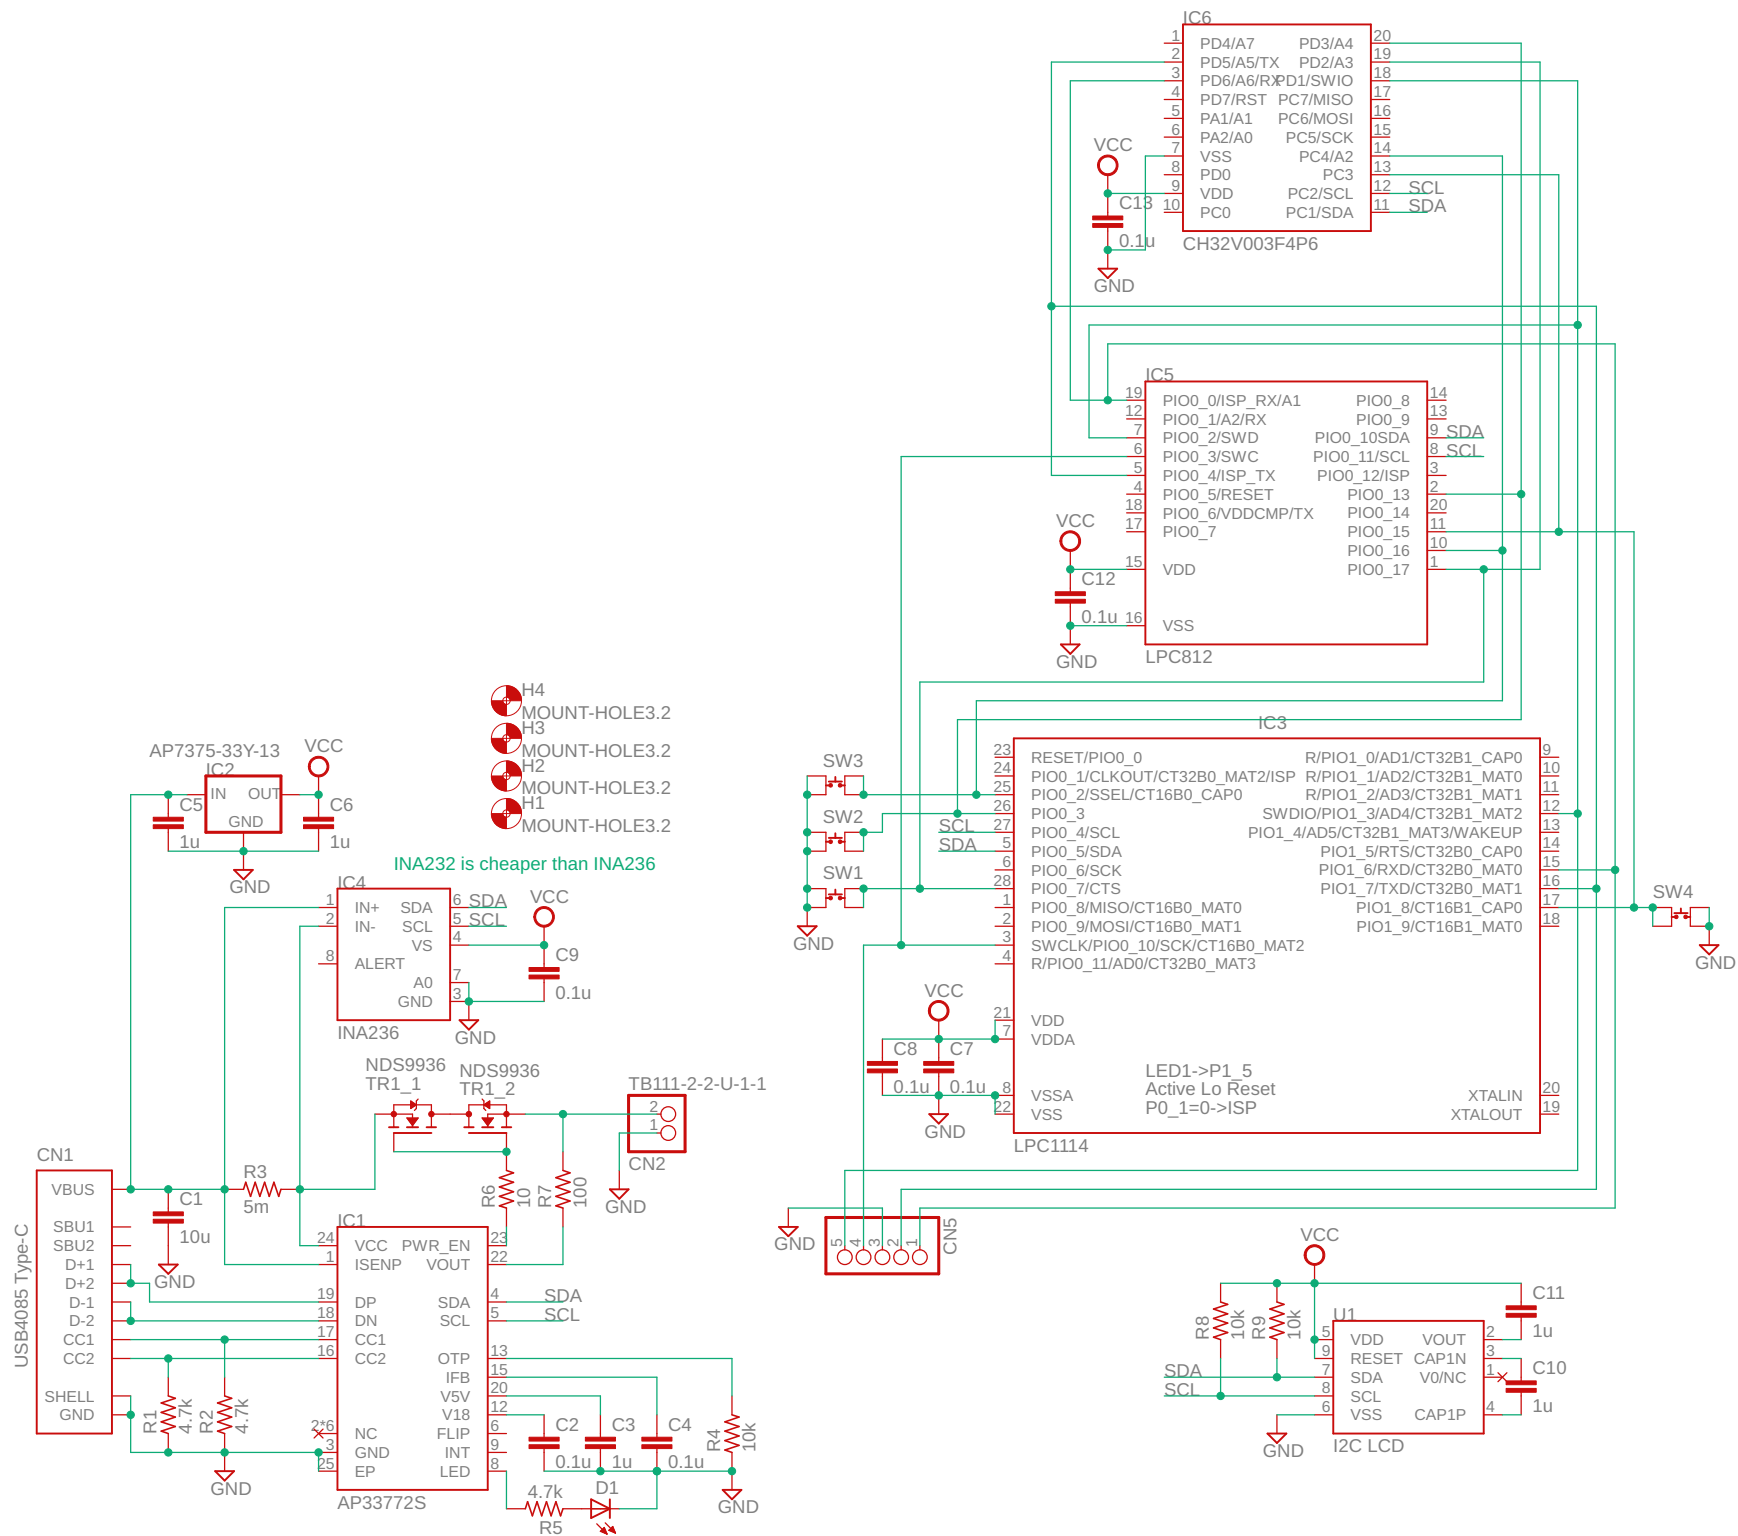 IC6
1 PD4/A7 PD3/A4 20
2 PD5/A5/TX PD2/A3 19
3 PD6/A6/RX PD1/SWIO 18
4 PD7/RST PC7/MISO 17
5 PA1/A1 PC6/MOSI 16
6 PA2/A0 PC5/SCK 15
7 VSS PC4/A2 14
8 PD0 PC3 13
9 VDD PC2/SCL 12 SCL
10 PC0 PC1/SDA 11 SDA
CH32V003F4P6
VCC
C13
0.1u
GND
IC5
19 PIO0_0/ISP_RX/A1 PIO0_8 14
12 PIO0_1/A2/RX PIO0_9 13
7 PIO0_2/SWD PIO0_10SDA 9 SDA
6 PIO0_3/SWC PIO0_11/SCL 8 SCL
5 PIO0_4/ISP_TX PIO0_12/ISP 3
4 PIO0_5/RESET PIO0_13 2
18 PIO0_6/VDDCMP/TX PIO0_14 20
17 PIO0_7 PIO0_15 11
PIO0_16 10
15 VDD PIO0_17 1
16 VSS
LPC812
VCC
C12
0.1u
GND
H4
MOUNT-HOLE3.2
H3
MOUNT-HOLE3.2
H2
MOUNT-HOLE3.2
H1
MOUNT-HOLE3.2
AP7375-33Y-13
IC2
VCC
IN OUT
GND
C5
1u
C6
1u
GND
INA232 is cheaper than INA236
IC4
1 IN+ SDA 6 SDA
2 IN- SCL 5 SCL
VS 4
8 ALERT
A0 7
GND 3
INA236
VCC
C9
0.1u
GND
IC3
23 RESET/PIO0_0 R/PIO1_0/AD1/CT32B1_CAP0 9
24 PIO0_1/CLKOUT/CT32B0_MAT2/ISP R/PIO1_1/AD2/CT32B1_MAT0 10
25 PIO0_2/SSEL/CT16B0_CAP0 R/PIO1_2/AD3/CT32B1_MAT1 11
26 PIO0_3 SWDIO/PIO1_3/AD4/CT32B1_MAT2 12
SCL 27 PIO0_4/SCL PIO1_4/AD5/CT32B1_MAT3/WAKEUP 13
SDA 5 PIO0_5/SDA PIO1_5/RTS/CT32B0_CAP0 14
6 PIO0_6/SCK PIO1_6/RXD/CT32B0_MAT0 15
28 PIO0_7/CTS PIO1_7/TXD/CT32B0_MAT1 16
1 PIO0_8/MISO/CT16B0_MAT0 PIO1_8/CT16B1_CAP0 17
2 PIO0_9/MOSI/CT16B0_MAT1 PIO1_9/CT16B1_MAT0 18
3 SWCLK/PIO0_10/SCK/CT16B0_MAT2
4 R/PIO0_11/AD0/CT32B0_MAT3
21 VDD
7 VDDA
8 VSSA XTALIN 20
22 VSS XTALOUT 19
LED1->P1_5
Active Lo Reset
P0_1=0->ISP
LPC1114
SW3
SW2
SW1
GND
SW4
GND
VCC
C8
0.1u
C7
0.1u
GND
NDS9936
TR1_1
NDS9936
TR1_2
TB111-2-2-U-1-1
2
1
CN2
GND
R6
10
R7
100
CN1
USB4085 Type-C
VBUS
SBU1
SBU2
D+1
D+2
D-1
D-2
CC1
CC2
SHELL
GND
C1
10u
GND
R3
5m
R1
4.7k
R2
4.7k
GND
IC1
24 VCC PWR_EN 23
1 ISENP VOUT 22
19 DP SDA 4 SDA
18 DN SCL 5 SCL
17 CC1
16 CC2 OTP 13
IFB 15
V5V 20
V18 12
2*6 NC FLIP 6
3 GND INT 9
25 EP LED 8
AP33772S
C2
0.1u
C3
1u
C4
0.1u
R4
10k
GND
4.7k
R5
D1
GND
5 4 3 2 1
CN5
VCC
R8
10k
R9
10k
SDA
SCL
GND
U1
5 VDD VOUT 2
9 RESET CAP1N 3
7 SDA V0/NC 1
8 SCL
6 VSS CAP1P 4
I2C LCD
C11
1u
C10
1u